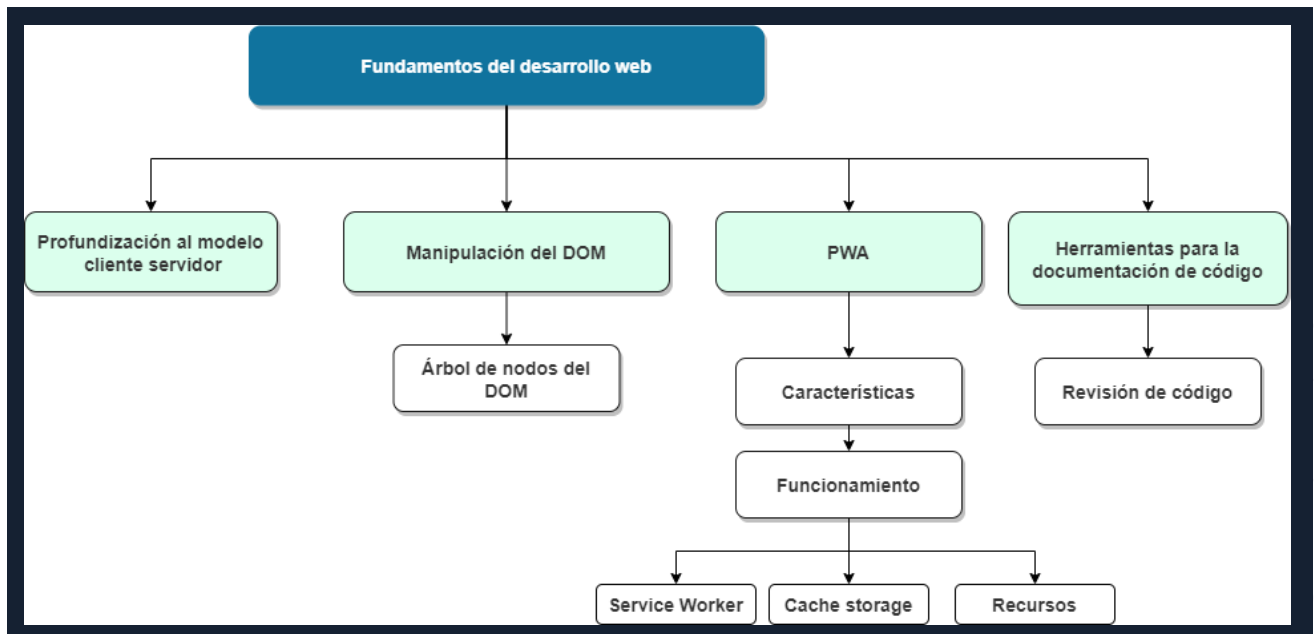 Fundamentos del desarrollo web
Profundización al modelo
cliente servidor
Manipulación del DOM
PWA
Herramientas para la
documentación de código
Árbol de nodos del
DOM
Característícas
Revisión de código
Funcionamiento
Service Worker
Cache storage
Recursos